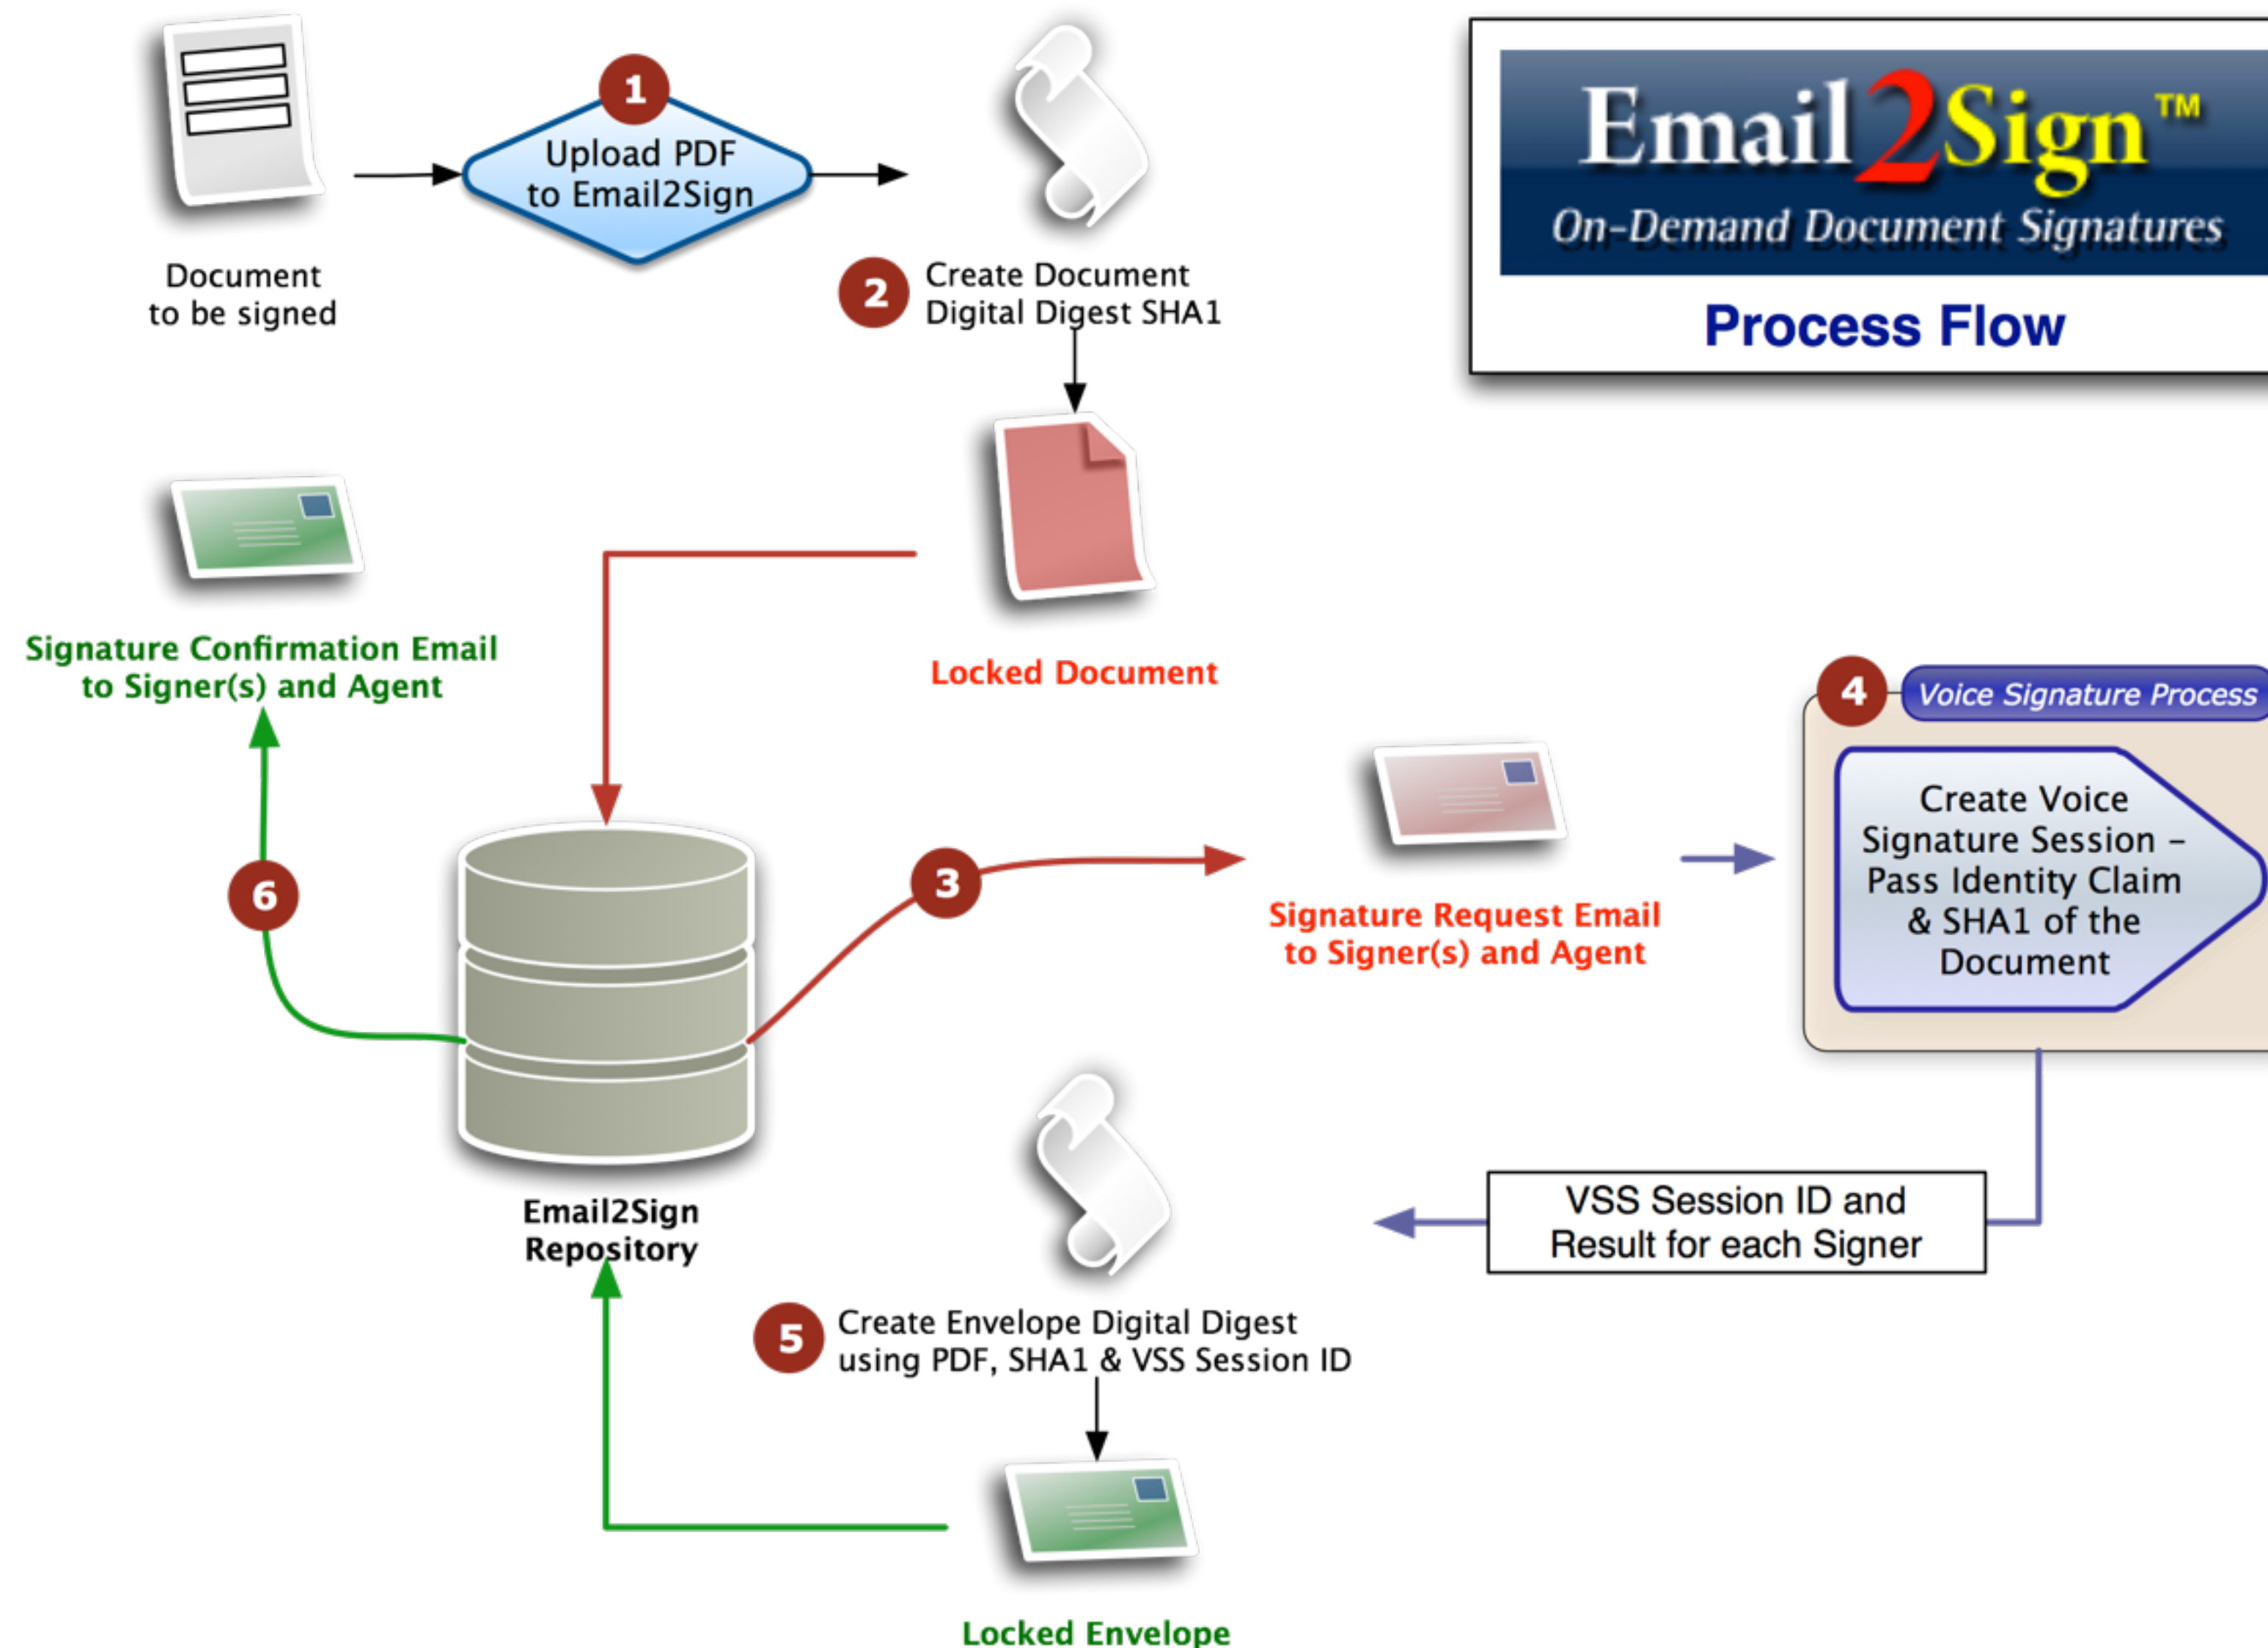 1
Upload PDF
to Email2Sign
Document
to be signed
2
Create Document
Digital Digest SHA1
Email2Sign™
On-Demand Document Signatures
Process Flow
Locked Document
Signature Confirmation Email
to Signer(s) and Agent
6
3
Signature Request Email
to Signer(s) and Agent
4
Voice Signature Process
Create Voice
Signature Session –
Pass Identity Claim
& SHA1 of the
Document
VSS Session ID and
Result for each Signer
Email2Sign
Repository
5
Create Envelope Digital Digest
using PDF, SHA1 & VSS Session ID
Locked Envelope